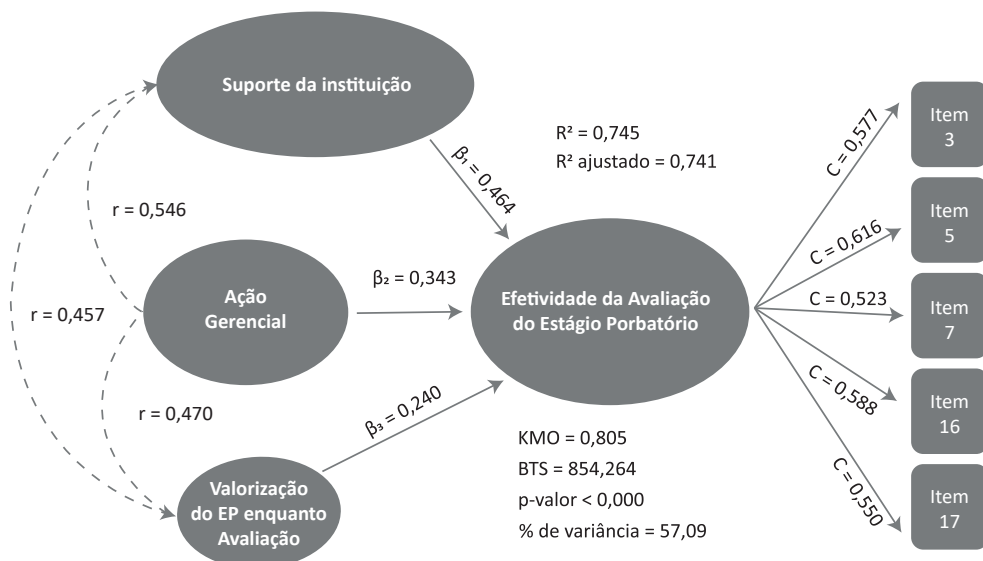 Suporte da instituição
R² = 0,745
R² ajustado = 0,741
β₁ = 0,464
r = 0,546
Ação
Gerencial
β₂ = 0,343
Efetividade da Avaliação
do Estágio Porbatório
r = 0,457
r = 0,470
β₃ = 0,240
Valorização
do EP enquanto
Avaliação
KMO = 0,805
BTS = 854,264
p-valor < 0,000
% de variância = 57,09
C = 0,577
C = 0,616
C = 0,523
C = 0,588
C = 0,550
Item
3
Item
5
Item
7
Item
16
Item
17